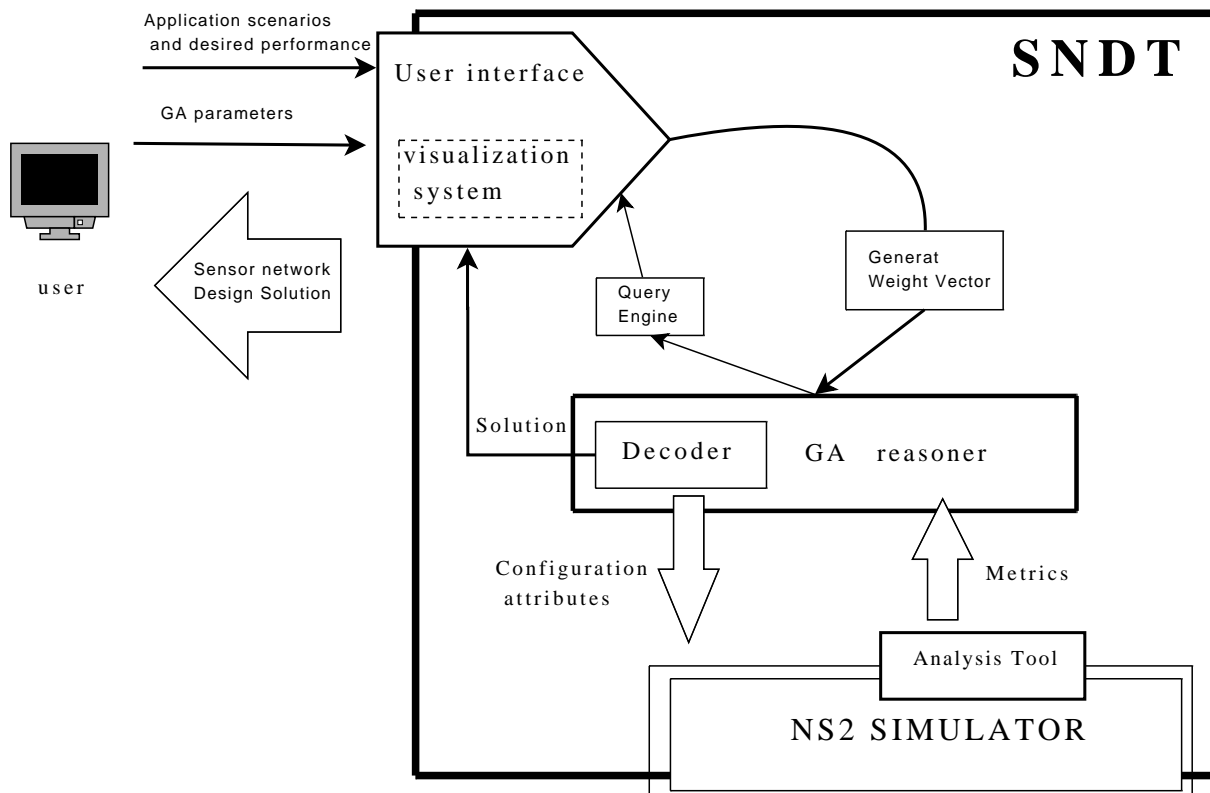 Application scenarios
and desired performance
SNDT
User interface
GA parameters
visualization
system
Sensor network
Design Solution
user
Generat
Weight Vector
Query
Engine
Solution
Decoder
GA reasoner
Configuration
attributes
Metrics
Analysis Tool
NS2 SIMULATOR